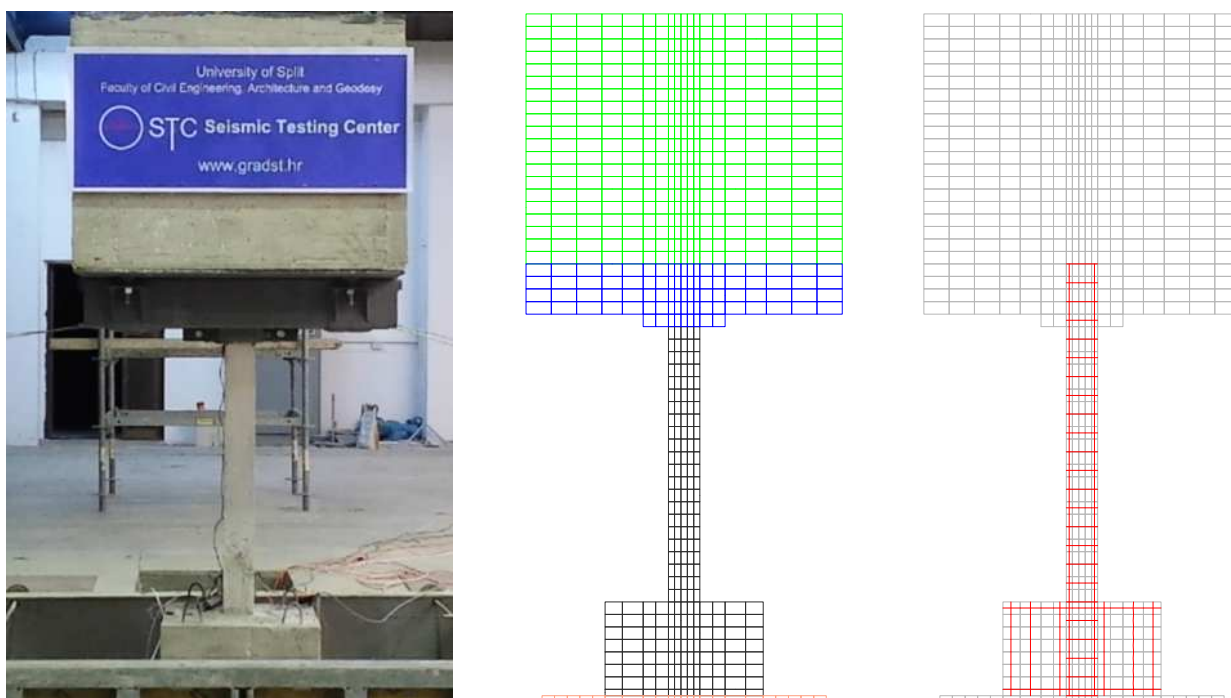 University of Split
Faculty of Civil Engineering, Architecture and Geodesy
STC Seismic Testing Center
www.gradst.hr